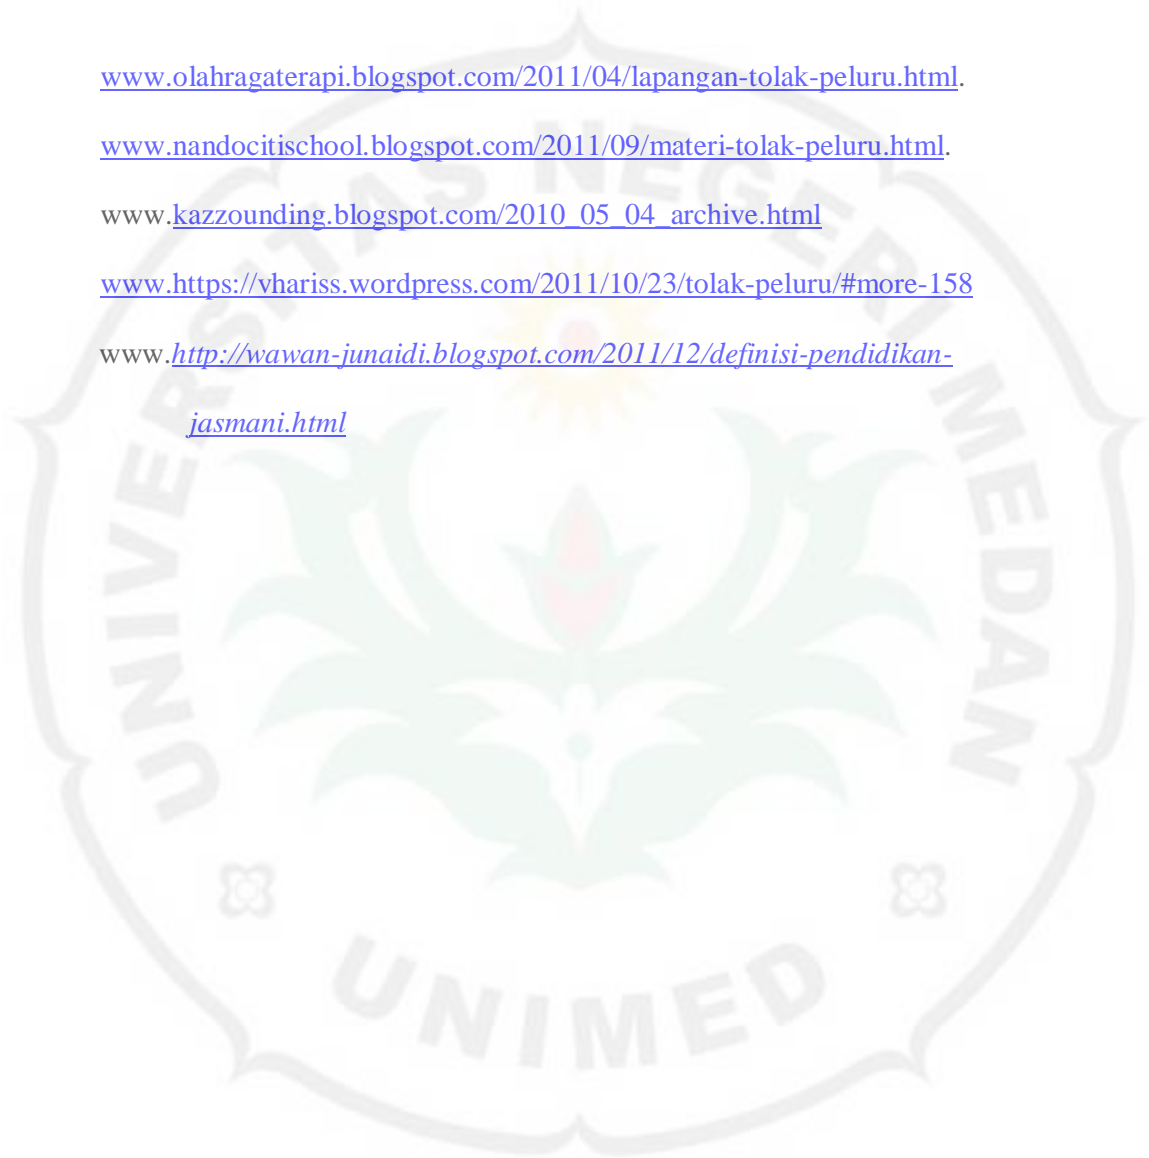 www.olahragaterapi.blogspot.com/2011/04/lapangan-tolak-peluru.html.
www.nandocitischool.blogspot.com/2011/09/materi-tolak-peluru.html.
www.kazzounding.blogspot.com/2010_05_04_archive.html
www.https://vhariss.wordpress.com/2011/10/23/tolak-peluru/#more-158
www.http://wawan-junaidi.blogspot.com/2011/12/definisi-pendidikan-
jasmani.html
UNIVERSITAS NEGERI MEDAN
UNIMED